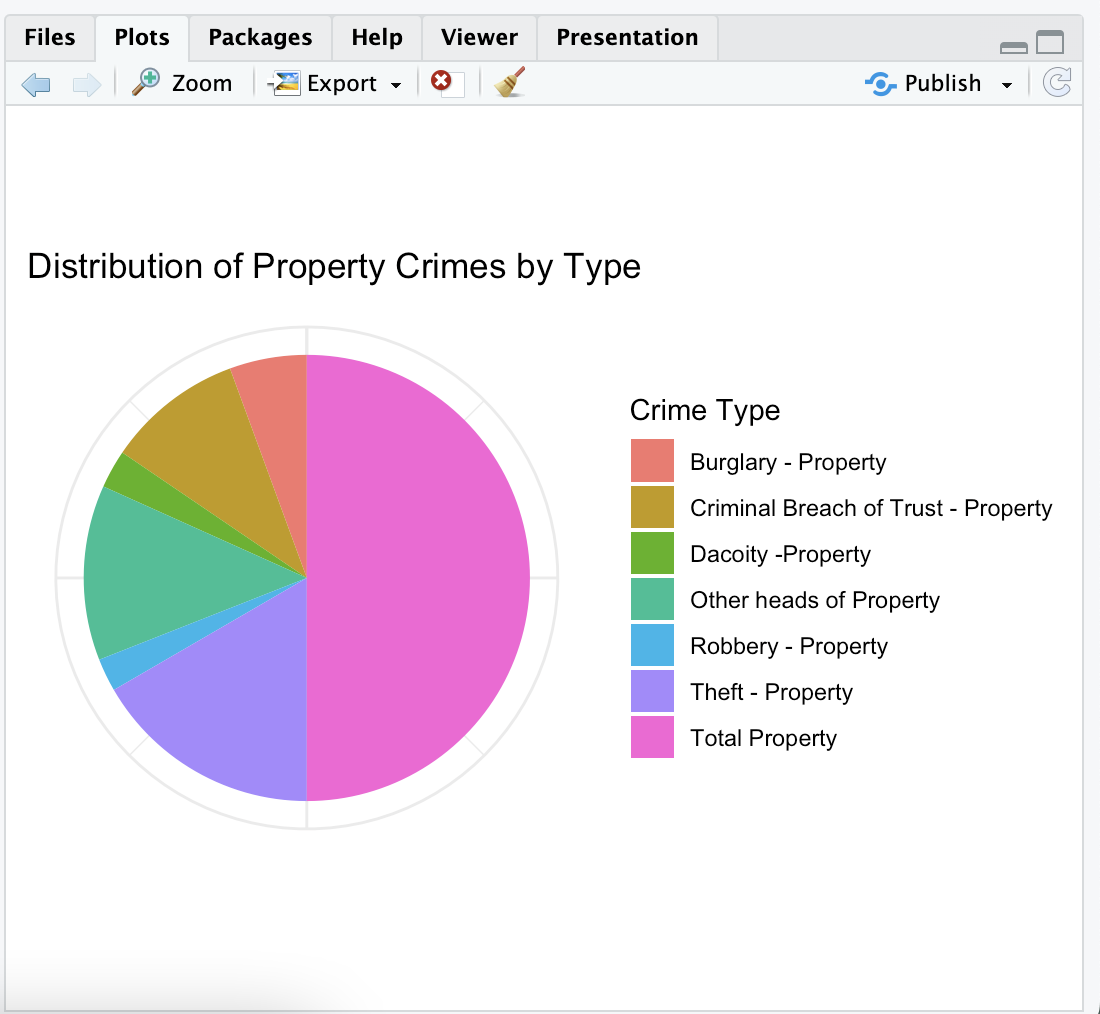 Files Plots Packages Help Viewer Presentation
Zoom Export Publish
Distribution of Property Crimes by Type
Crime Type
Burglary - Property
Criminal Breach of Trust - Property
Dacoity -Property
Other heads of Property
Robbery - Property
Theft - Property
Total Property